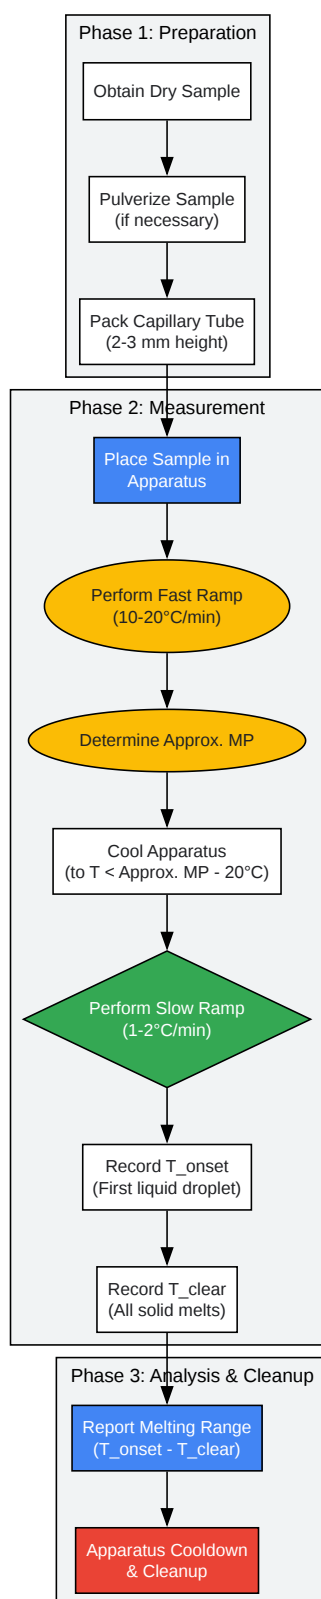 Phase 1: Preparation
Obtain Dry Sample
Pulverize Sample
(if necessary)
Pack Capillary Tube
(2-3 mm height)
Phase 2: Measurement
Place Sample in
Apparatus
Perform Fast Ramp
(10-20°C/min)
Determine Approx. MP
Cool Apparatus
(to T < Approx. MP - 20°C)
Perform Slow Ramp
(1-2°C/min)
Record T_onset
(First liquid droplet)
Record T_clear
(All solid melts)
Phase 3: Analysis & Cleanup
Report Melting Range
(T_onset - T_clear)
Apparatus Cooldown
& Cleanup